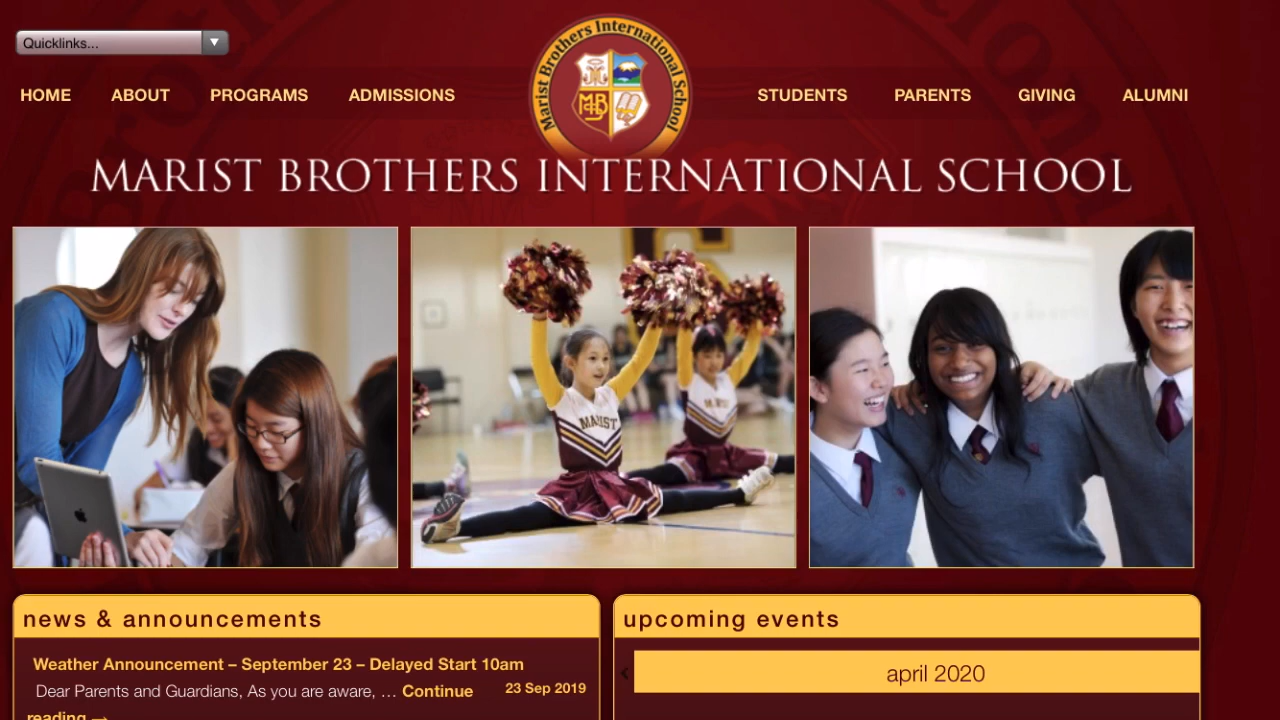 Quicklinks...
Marist Brothers International School
HOME ABOUT PROGRAMS ADMISSIONS STUDENTS PARENTS GIVING ALUMNI
MARIST BROTHERS INTERNATIONAL SCHOOL
MARIST
news & announcements
upcoming events
Weather Announcement – September 23 – Delayed Start 10am
Dear Parents and Guardians, As you are aware, … Continue 23 Sep 2019
reading →
april 2020